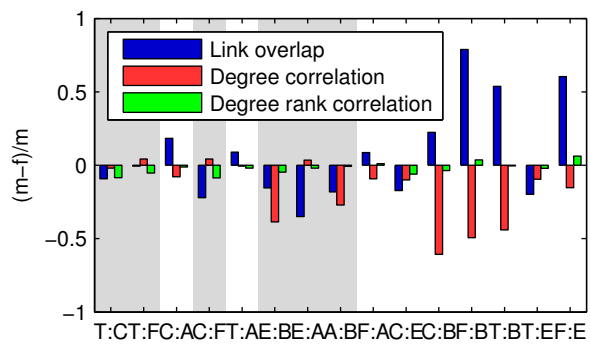 1
Link overlap
Degree correlation
Degree rank correlation
0.5
0
−0.5
−1
(m−f)/m
T:CT:FC:AC:FT:AE:BE:AA:BF:AC:EC:BF:BT:BT:EF:E